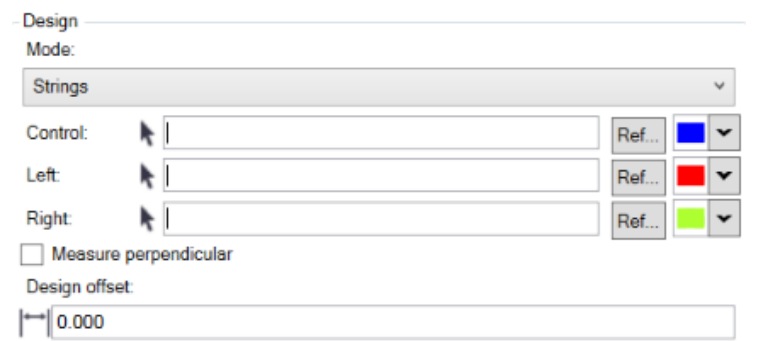 Design
Mode:
Strings
Control: Ref...
Left: Ref...
Right: Ref...
Measure perpendicular
Design offset:
0.000